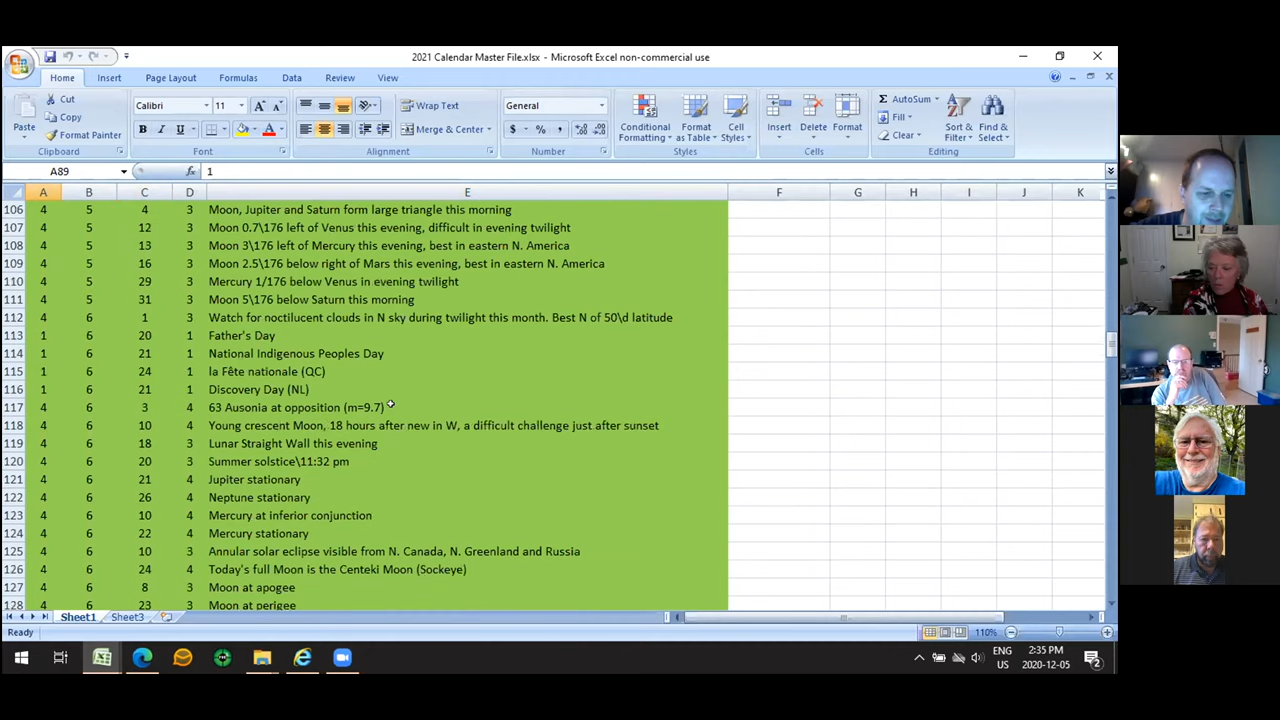 2021 Calendar Master File.xlsx - Microsoft Excel non-commercial use
Home Insert Page Layout Formulas Data Review View
Cut
Copy
Format Painter
Paste
Calibri 11
B I U
Wrap Text
Merge & Center
General
$ % ,
Conditional Formatting
Format as Table
Cell Styles
Insert Delete Format
AutoSum
Fill
Clear
Sort & Filter
Find & Select
Clipboard Font Alignment Number Styles Cells Editing
A89 fx 1
A B C D E F G H I J K
106 4 5 4 3 Moon, Jupiter and Saturn form large triangle this morning
107 4 5 12 3 Moon 0.7\176 left of Venus this evening, difficult in evening twilight
108 4 5 13 3 Moon 3\176 left of Mercury this evening, best in eastern N. America
109 4 5 16 3 Moon 2.5\176 below right of Mars this evening, best in eastern N. America
110 4 5 29 3 Mercury 1/176 below Venus in evening twilight
111 4 5 31 3 Moon 5\176 below Saturn this morning
112 4 6 1 3 Watch for noctilucent clouds in N sky during twilight this month. Best N of 50\d latitude
113 1 6 20 1 Father's Day
114 1 6 21 1 National Indigenous Peoples Day
115 1 6 24 1 la Fête nationale (QC)
116 1 6 21 1 Discovery Day (NL)
117 4 6 3 4 63 Ausonia at opposition (m=9.7)
118 4 6 10 4 Young crescent Moon, 18 hours after new in W, a difficult challenge just after sunset
119 4 6 18 3 Lunar Straight Wall this evening
120 4 6 20 3 Summer solstice\11:32 pm
121 4 6 21 4 Jupiter stationary
122 4 6 26 4 Neptune stationary
123 4 6 10 4 Mercury at inferior conjunction
124 4 6 22 4 Mercury stationary
125 4 6 10 3 Annular solar eclipse visible from N. Canada, N. Greenland and Russia
126 4 6 24 4 Today's full Moon is the Centeki Moon (Sockeye)
127 4 6 8 3 Moon at apogee
128 4 6 23 3 Moon at perigee
Sheet1 Sheet3
Ready 110%
ENG
US
2:35 PM
2020-12-05
2